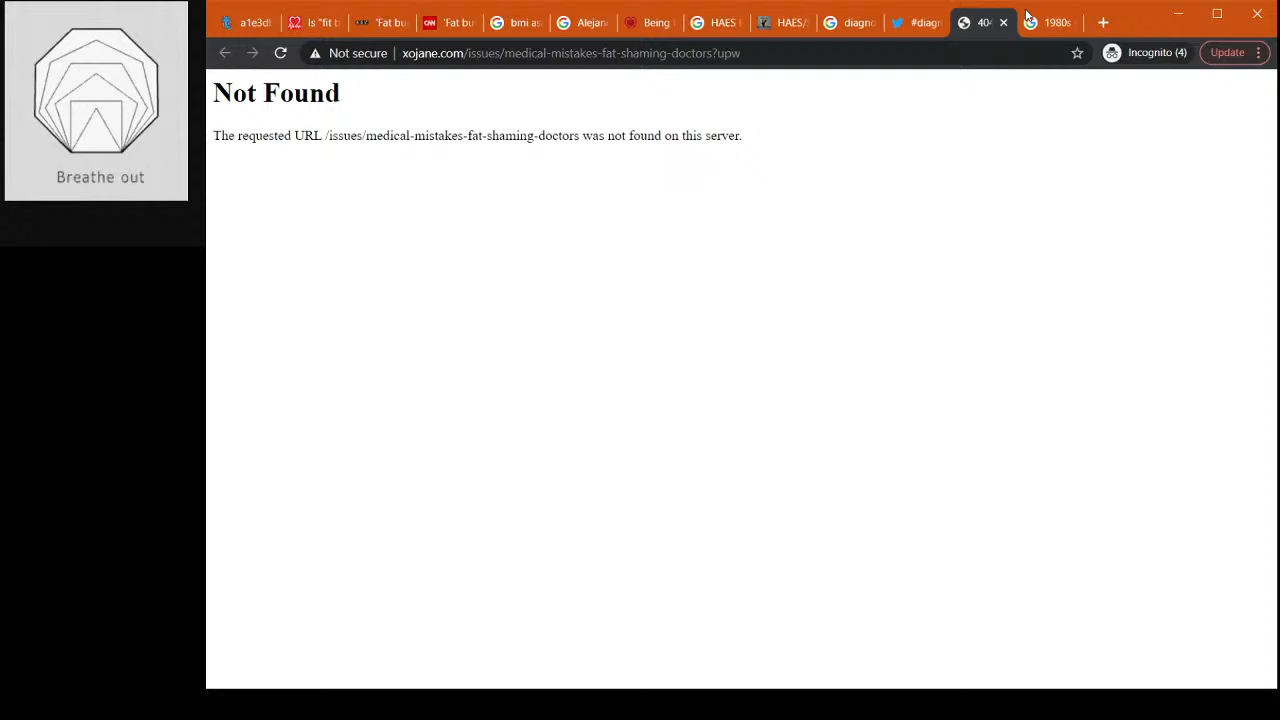 a1e3d
Is "fit b
'Fat bu
CNN
'Fat bu
bmi as
Alejan
Being
HAES
HAES/
diagno
#diagn
404
1980s
Not secure
xojane.com/issues/medical-mistakes-fat-shaming-doctors?upw
Incognito (4)
Update
Not Found
The requested URL /issues/medical-mistakes-fat-shaming-doctors was not found on this server.
Breathe out